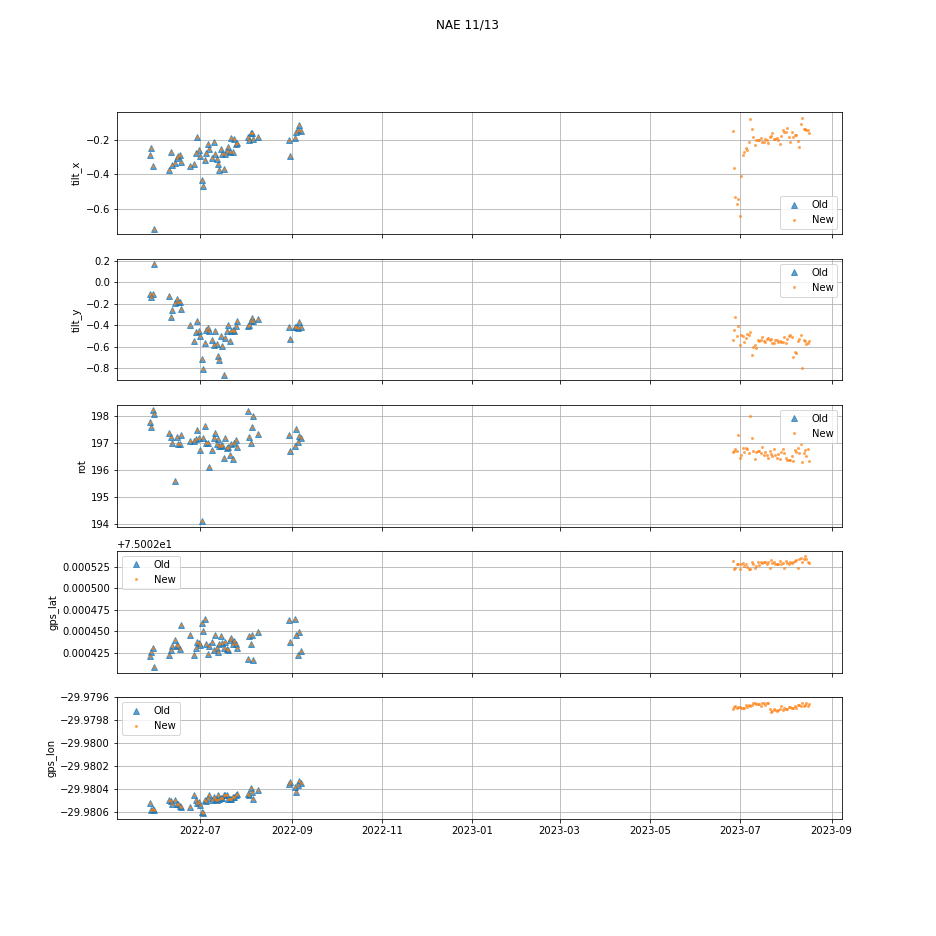 NAE 11/13
−0.2
−0.4
−0.6
tilt_x
Old
New
0.2
0.0
−0.2
−0.4
−0.6
−0.8
tilt_y
Old
New
198
197
196
195
194
rot
Old
New
+7.5002e1
0.000525
0.000500
0.000475
0.000450
0.000425
gps_lat
Old
New
−29.9796
−29.9798
−29.9800
−29.9802
−29.9804
−29.9806
gps_lon
Old
New
2022-07 2022-09 2022-11 2023-01 2023-03 2023-05 2023-07 2023-09